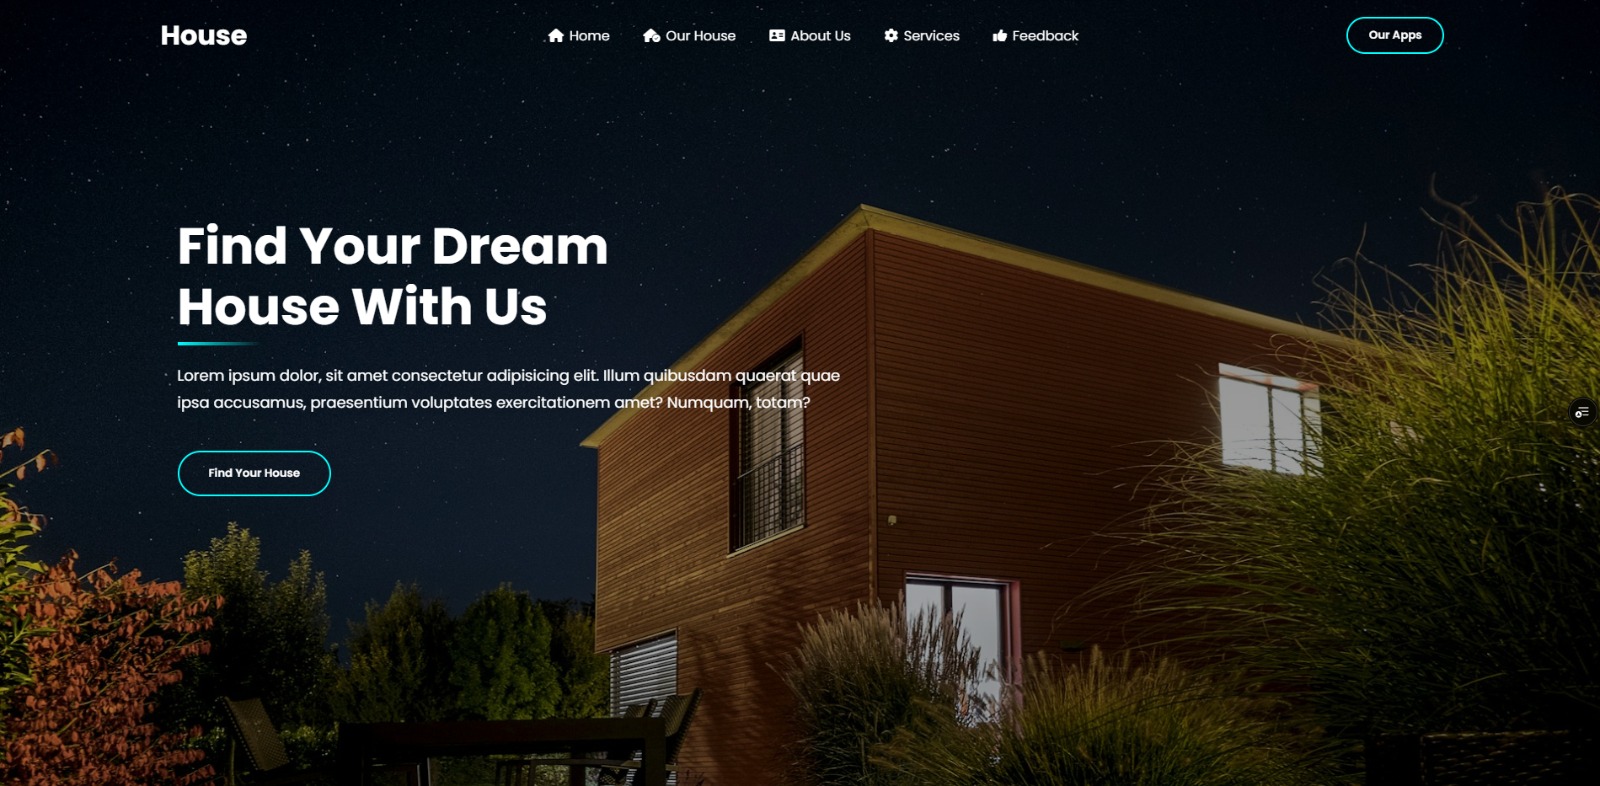 House
Home
Our House
About Us
Services
Feedback
Our Apps
Find Your Dream
House With Us
Lorem ipsum dolor, sit amet consectetur adipisicing elit. Illum quibusdam quaerat quae
ipsa accusamus, praesentium voluptates exercitationem amet? Numquam, totam?
Find Your House